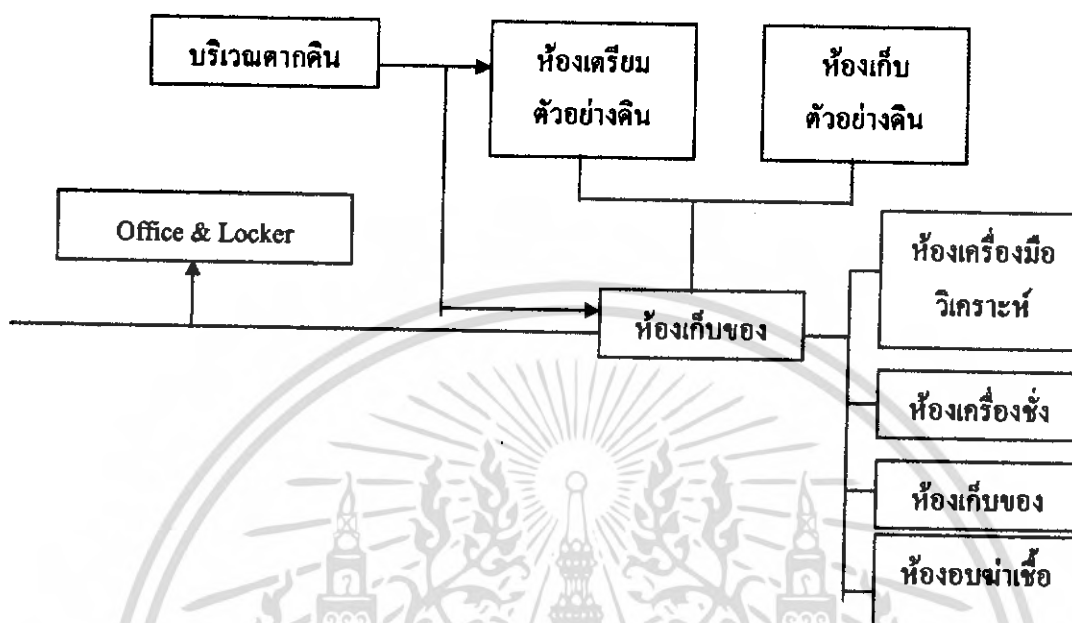 บริเวณตากดิน
ห้องเตรียม
ตัวอย่างดิน
ห้องเก็บ
ตัวอย่างดิน
Office & Locker
ห้องเครื่องมือ
วิเคราะห์
ห้องเก็บของ
ห้องเครื่องชั่ง
ห้องเก็บของ
ห้องอบฆ่าเชื้อ